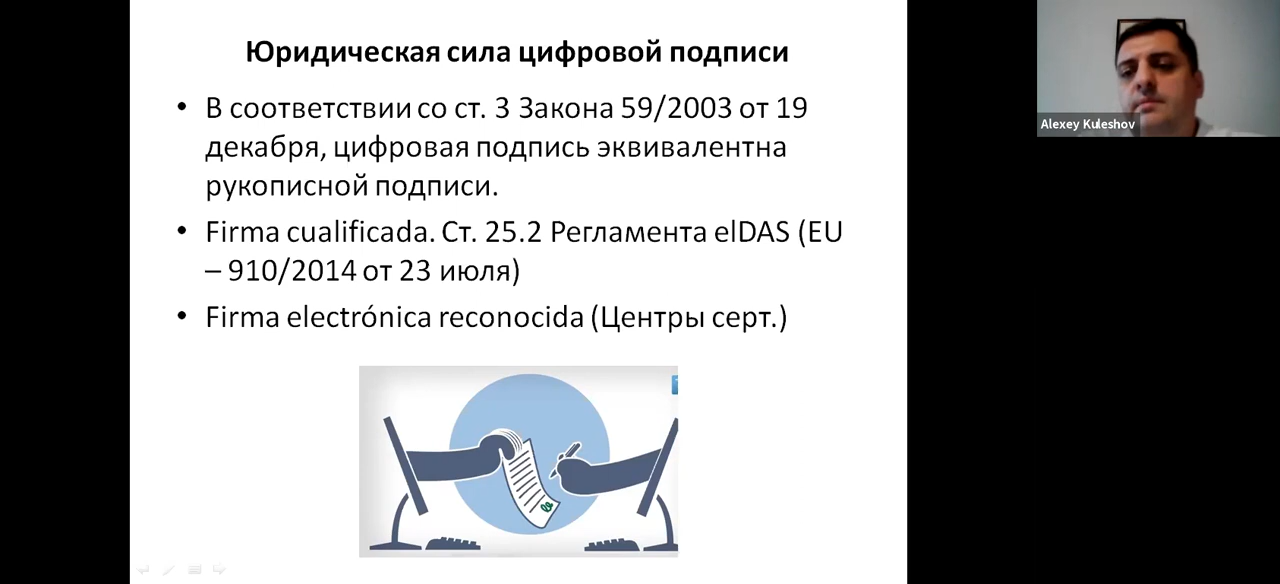 Юридическая сила цифровой подписи
• В соответствии со ст. 3 Закона 59/2003 от 19
декабря, цифровая подпись эквивалентна
рукописной подписи.
• Firma cualificada. Ст. 25.2 Регламента elDAS (EU
– 910/2014 от 23 июля)
• Firma electrónica reconocida (Центры серт.)
Alexey Kuleshov